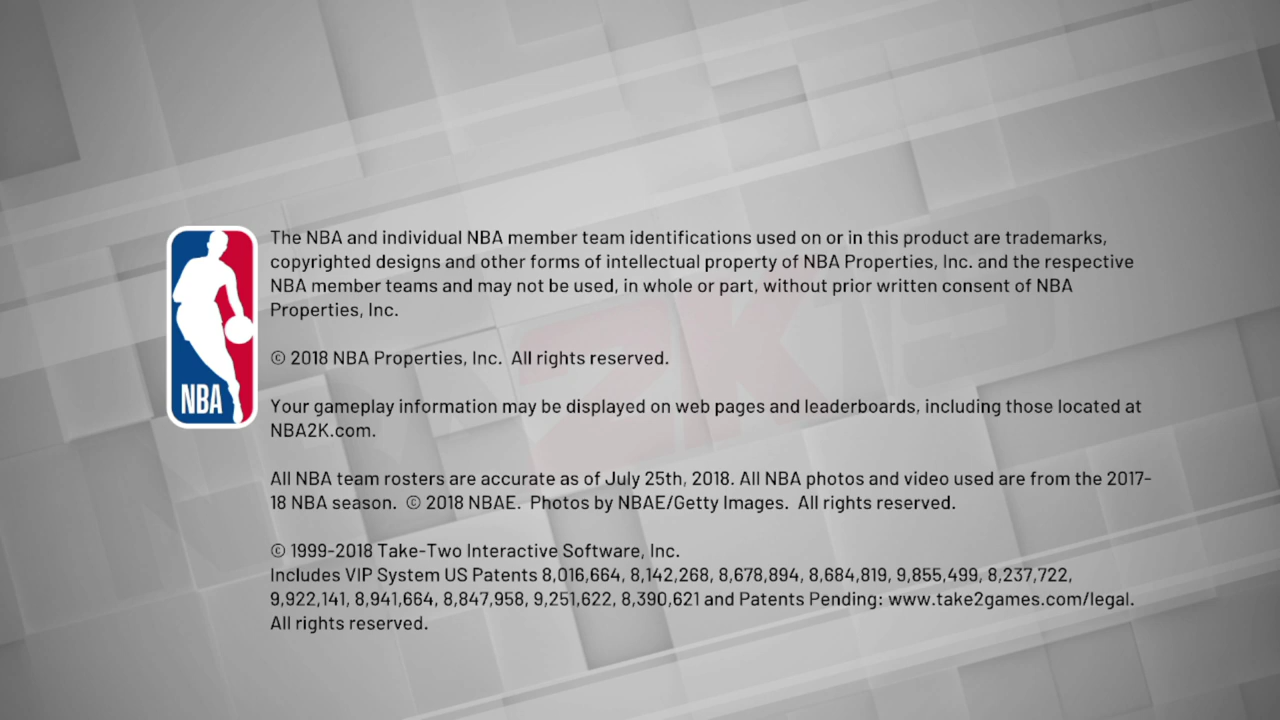 The NBA and individual NBA member team identifications used on or in this product are trademarks,
copyrighted designs and other forms of intellectual property of NBA Properties, Inc. and the respective
NBA member teams and may not be used, in whole or part, without prior written consent of NBA
Properties, Inc.
© 2018 NBA Properties, Inc.  All rights reserved.
NBA
Your gameplay information may be displayed on web pages and leaderboards, including those located at
NBA2K.com.
All NBA team rosters are accurate as of July 25th, 2018. All NBA photos and video used are from the 2017-
18 NBA season.  © 2018 NBAE.  Photos by NBAE/Getty Images.  All rights reserved.
© 1999-2018 Take-Two Interactive Software, Inc.
Includes VIP System US Patents 8,016,664, 8,142,268, 8,678,894, 8,684,819, 9,855,499, 8,237,722,
9,922,141, 8,941,664, 8,847,958, 9,251,622, 8,390,621 and Patents Pending: www.take2games.com/legal.
All rights reserved.
NBA 2K19